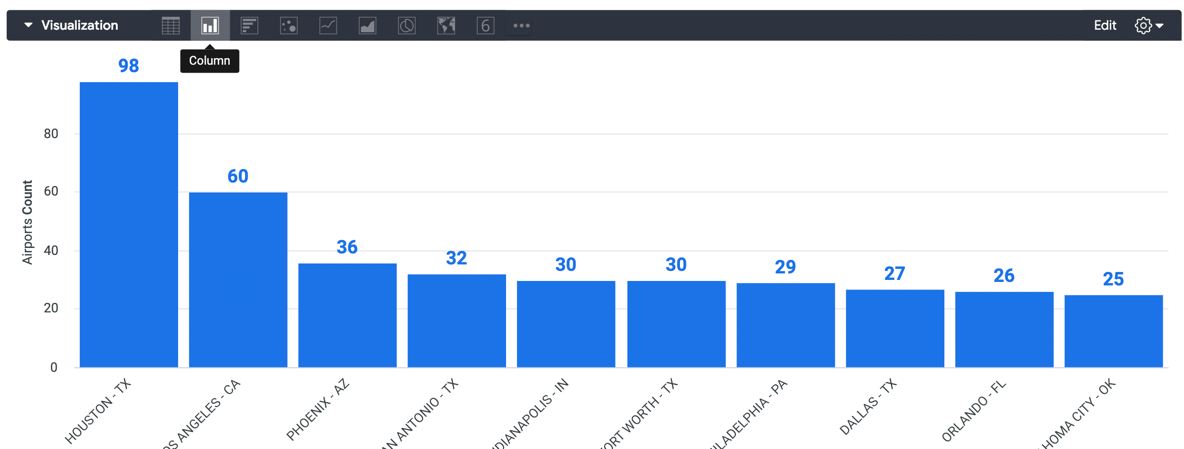 Visualization
6
Edit
Column
98
60
36
32
30
30
29
27
26
25
80
60
40
20
0
Airports Count
HOUSTON - TX
OS ANGELES - CA
PHOENIX - AZ
AN ANTONIO - TX
NDIANAPOLIS - IN
ORT WORTH - TX
ILADELPHIA - PA
DALLAS - TX
ORLANDO - FL
AHOMA CITY - OK